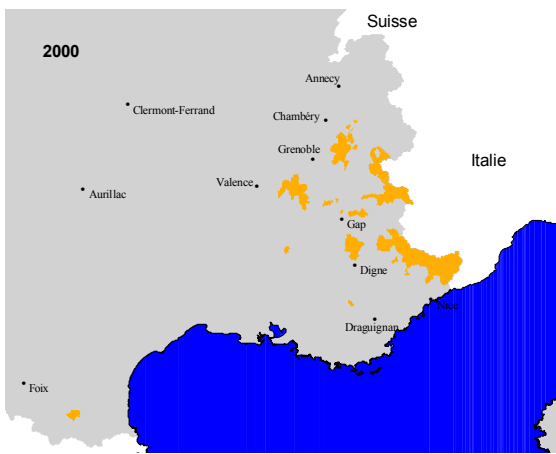 Suisse
2000
Annecy
Clermont-Ferrand
Chambéry
Grenoble
Italie
Valence
Aurillac
Gap
Digne
Nice
Draguignan
Foix